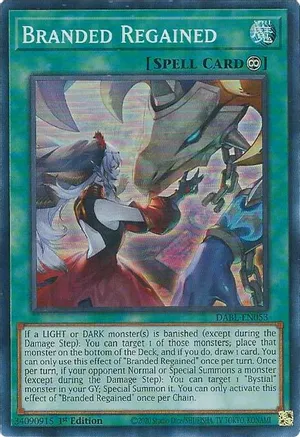 BRANDED REGAINED
SPELL
[SPELL CARD]
DABL-EN053
If a LIGHT or DARK monster(s) is banished (except during the
Damage Step): You can target 1 of those monsters; place that
monster on the bottom of the Deck, and if you do, draw 1 card. You
can only use this effect of "Branded Regained" once per turn. Once
per turn, if your opponent Normal or Special Summons a monster
(except during the Damage Step): You can target 1 "Bystial"
monster in your GY; Special Summon it. You can only activate this
effect of "Branded Regained" once per Chain.
34090915
1st Edition
©2020 Studio Dice/SHUEISHA, TV TOKYO, KONAMI